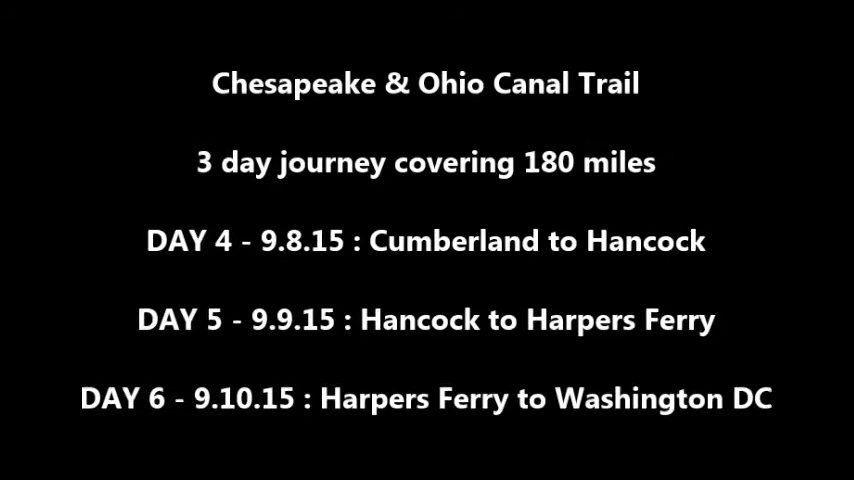 Chesapeake & Ohio Canal Trail
3 day journey covering 180 miles
DAY 4 - 9.8.15 : Cumberland to Hancock
DAY 5 - 9.9.15 : Hancock to Harpers Ferry
DAY 6 - 9.10.15 : Harpers Ferry to Washington DC